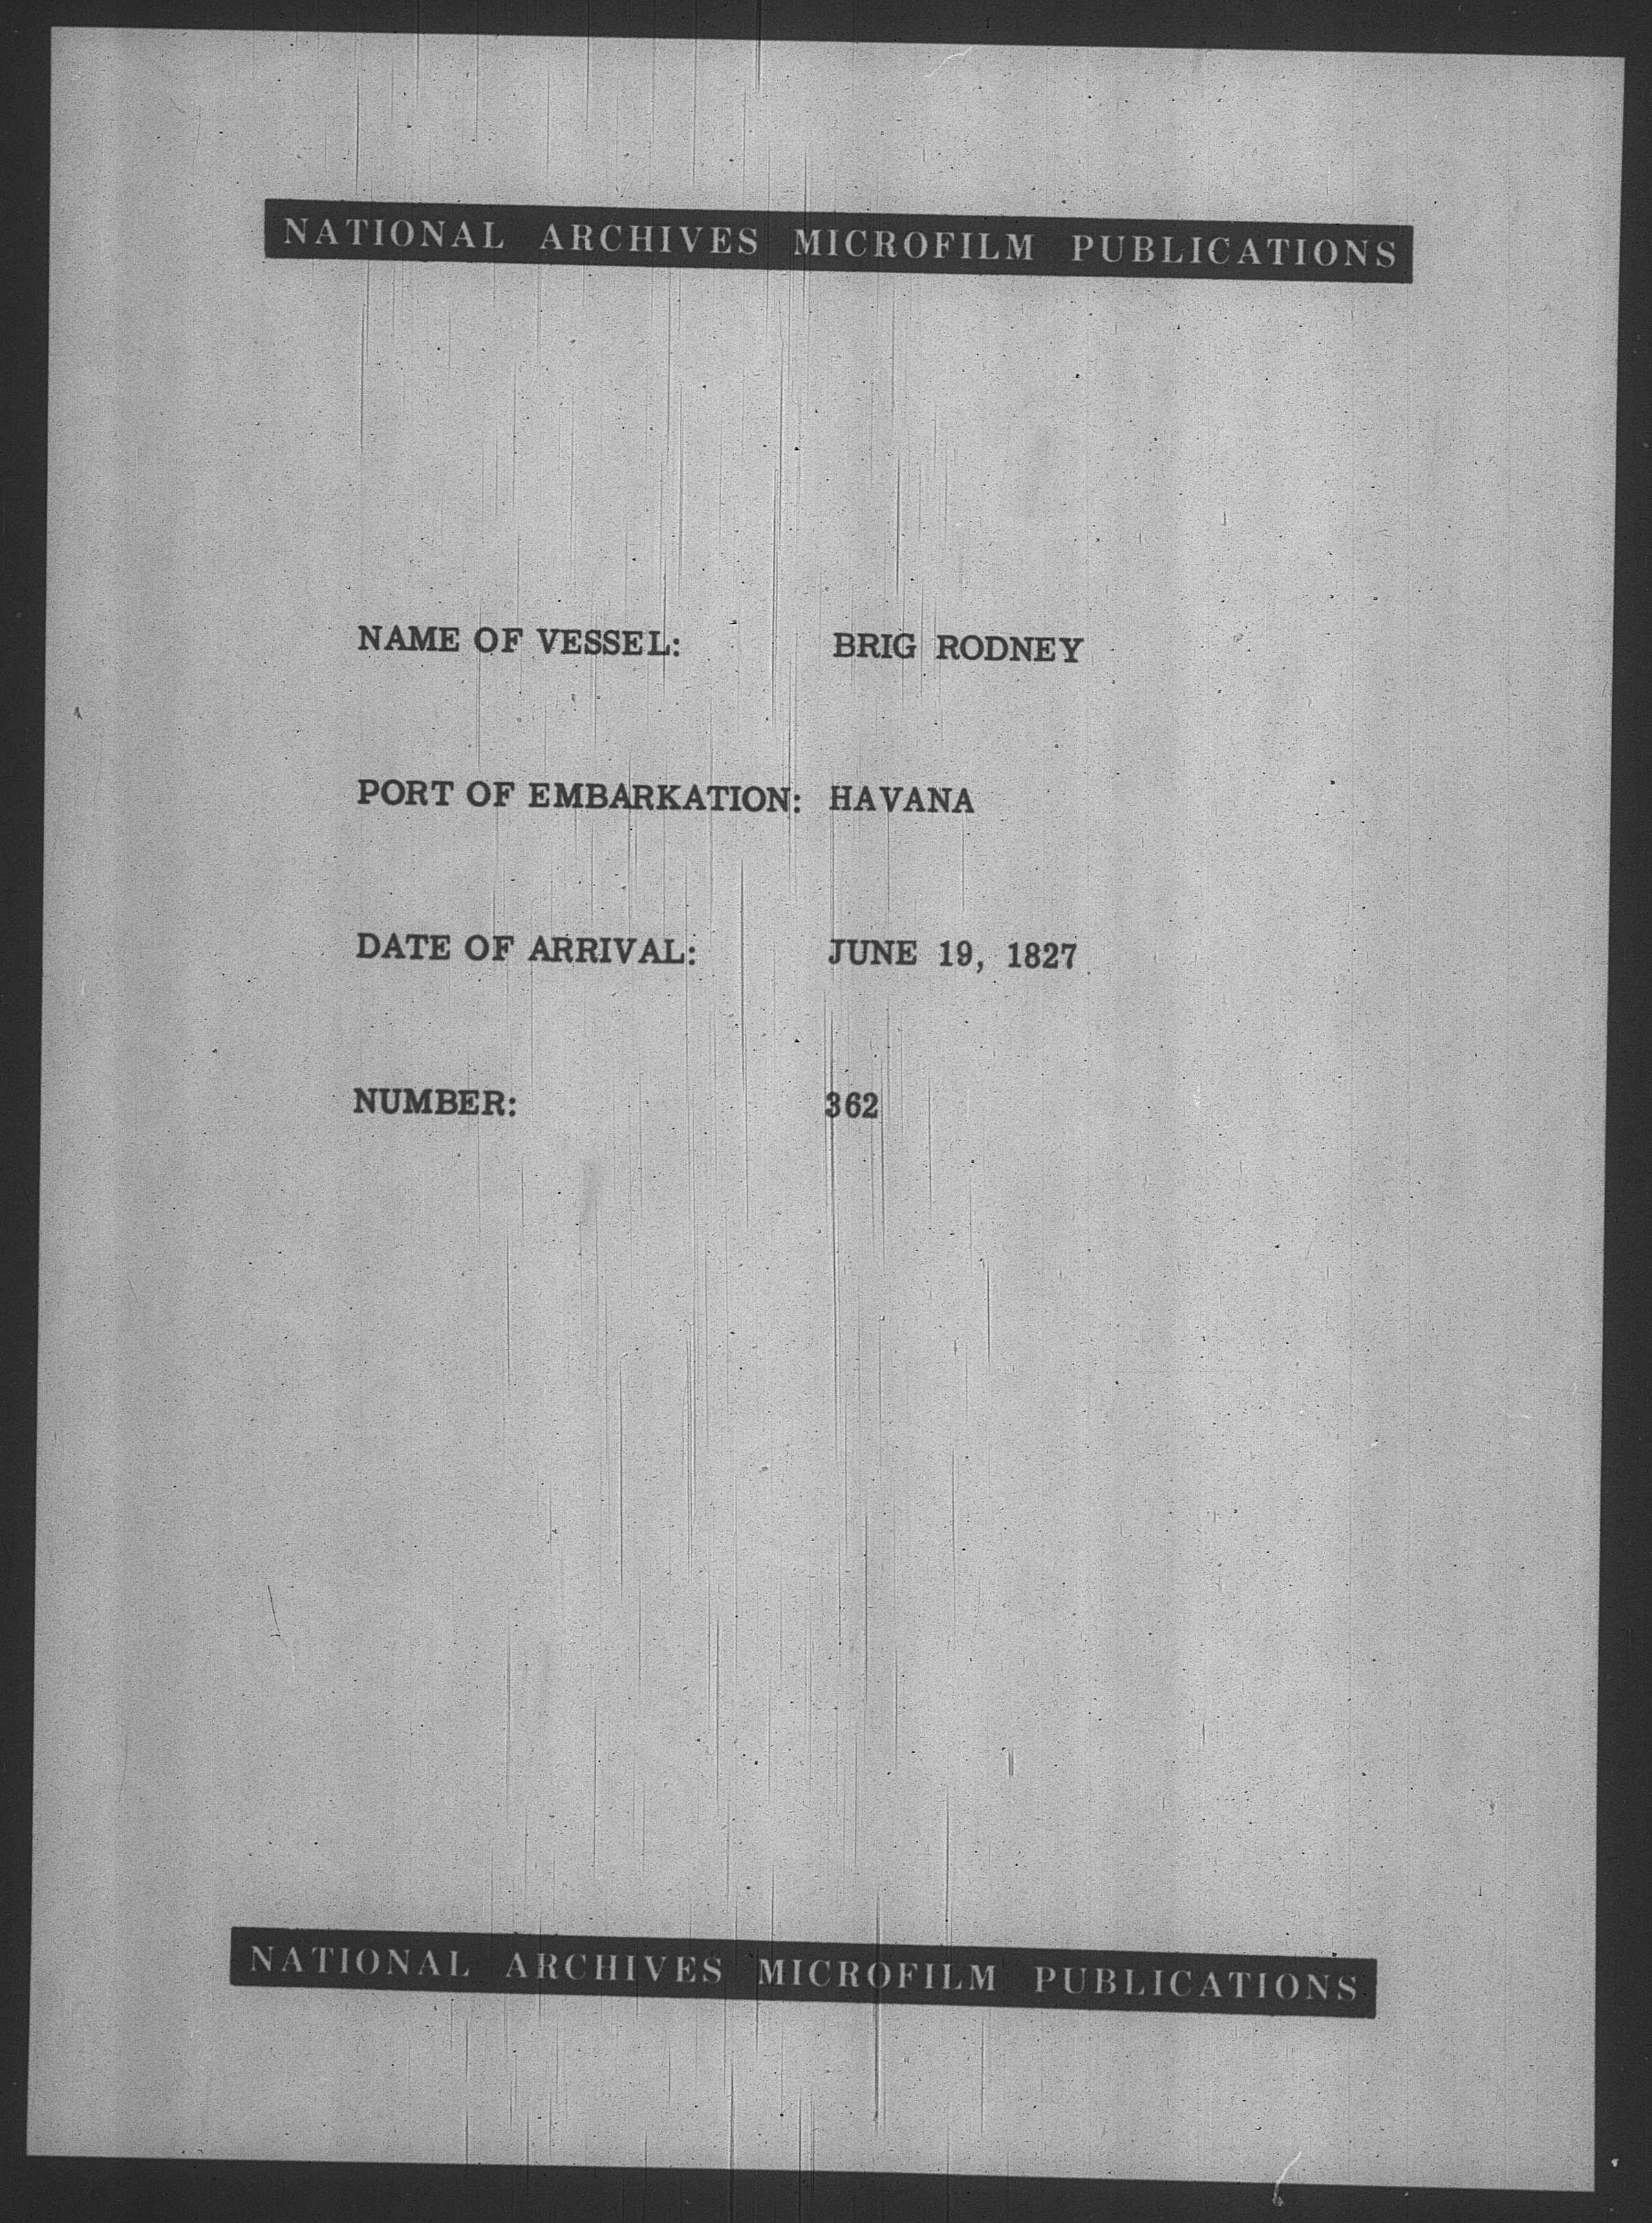 NATIONAL ARCHIVES MICROFILM PUBLICATIONS
NAME OF VESSEL: BRIG RODNEY
PORT OF EMBARKATION: HAVANA
DATE OF ARRIVAL: JUNE 19, 1827
NUMBER: 362
NATIONAL ARCHIVES MICROFILM PUBLICATIONS